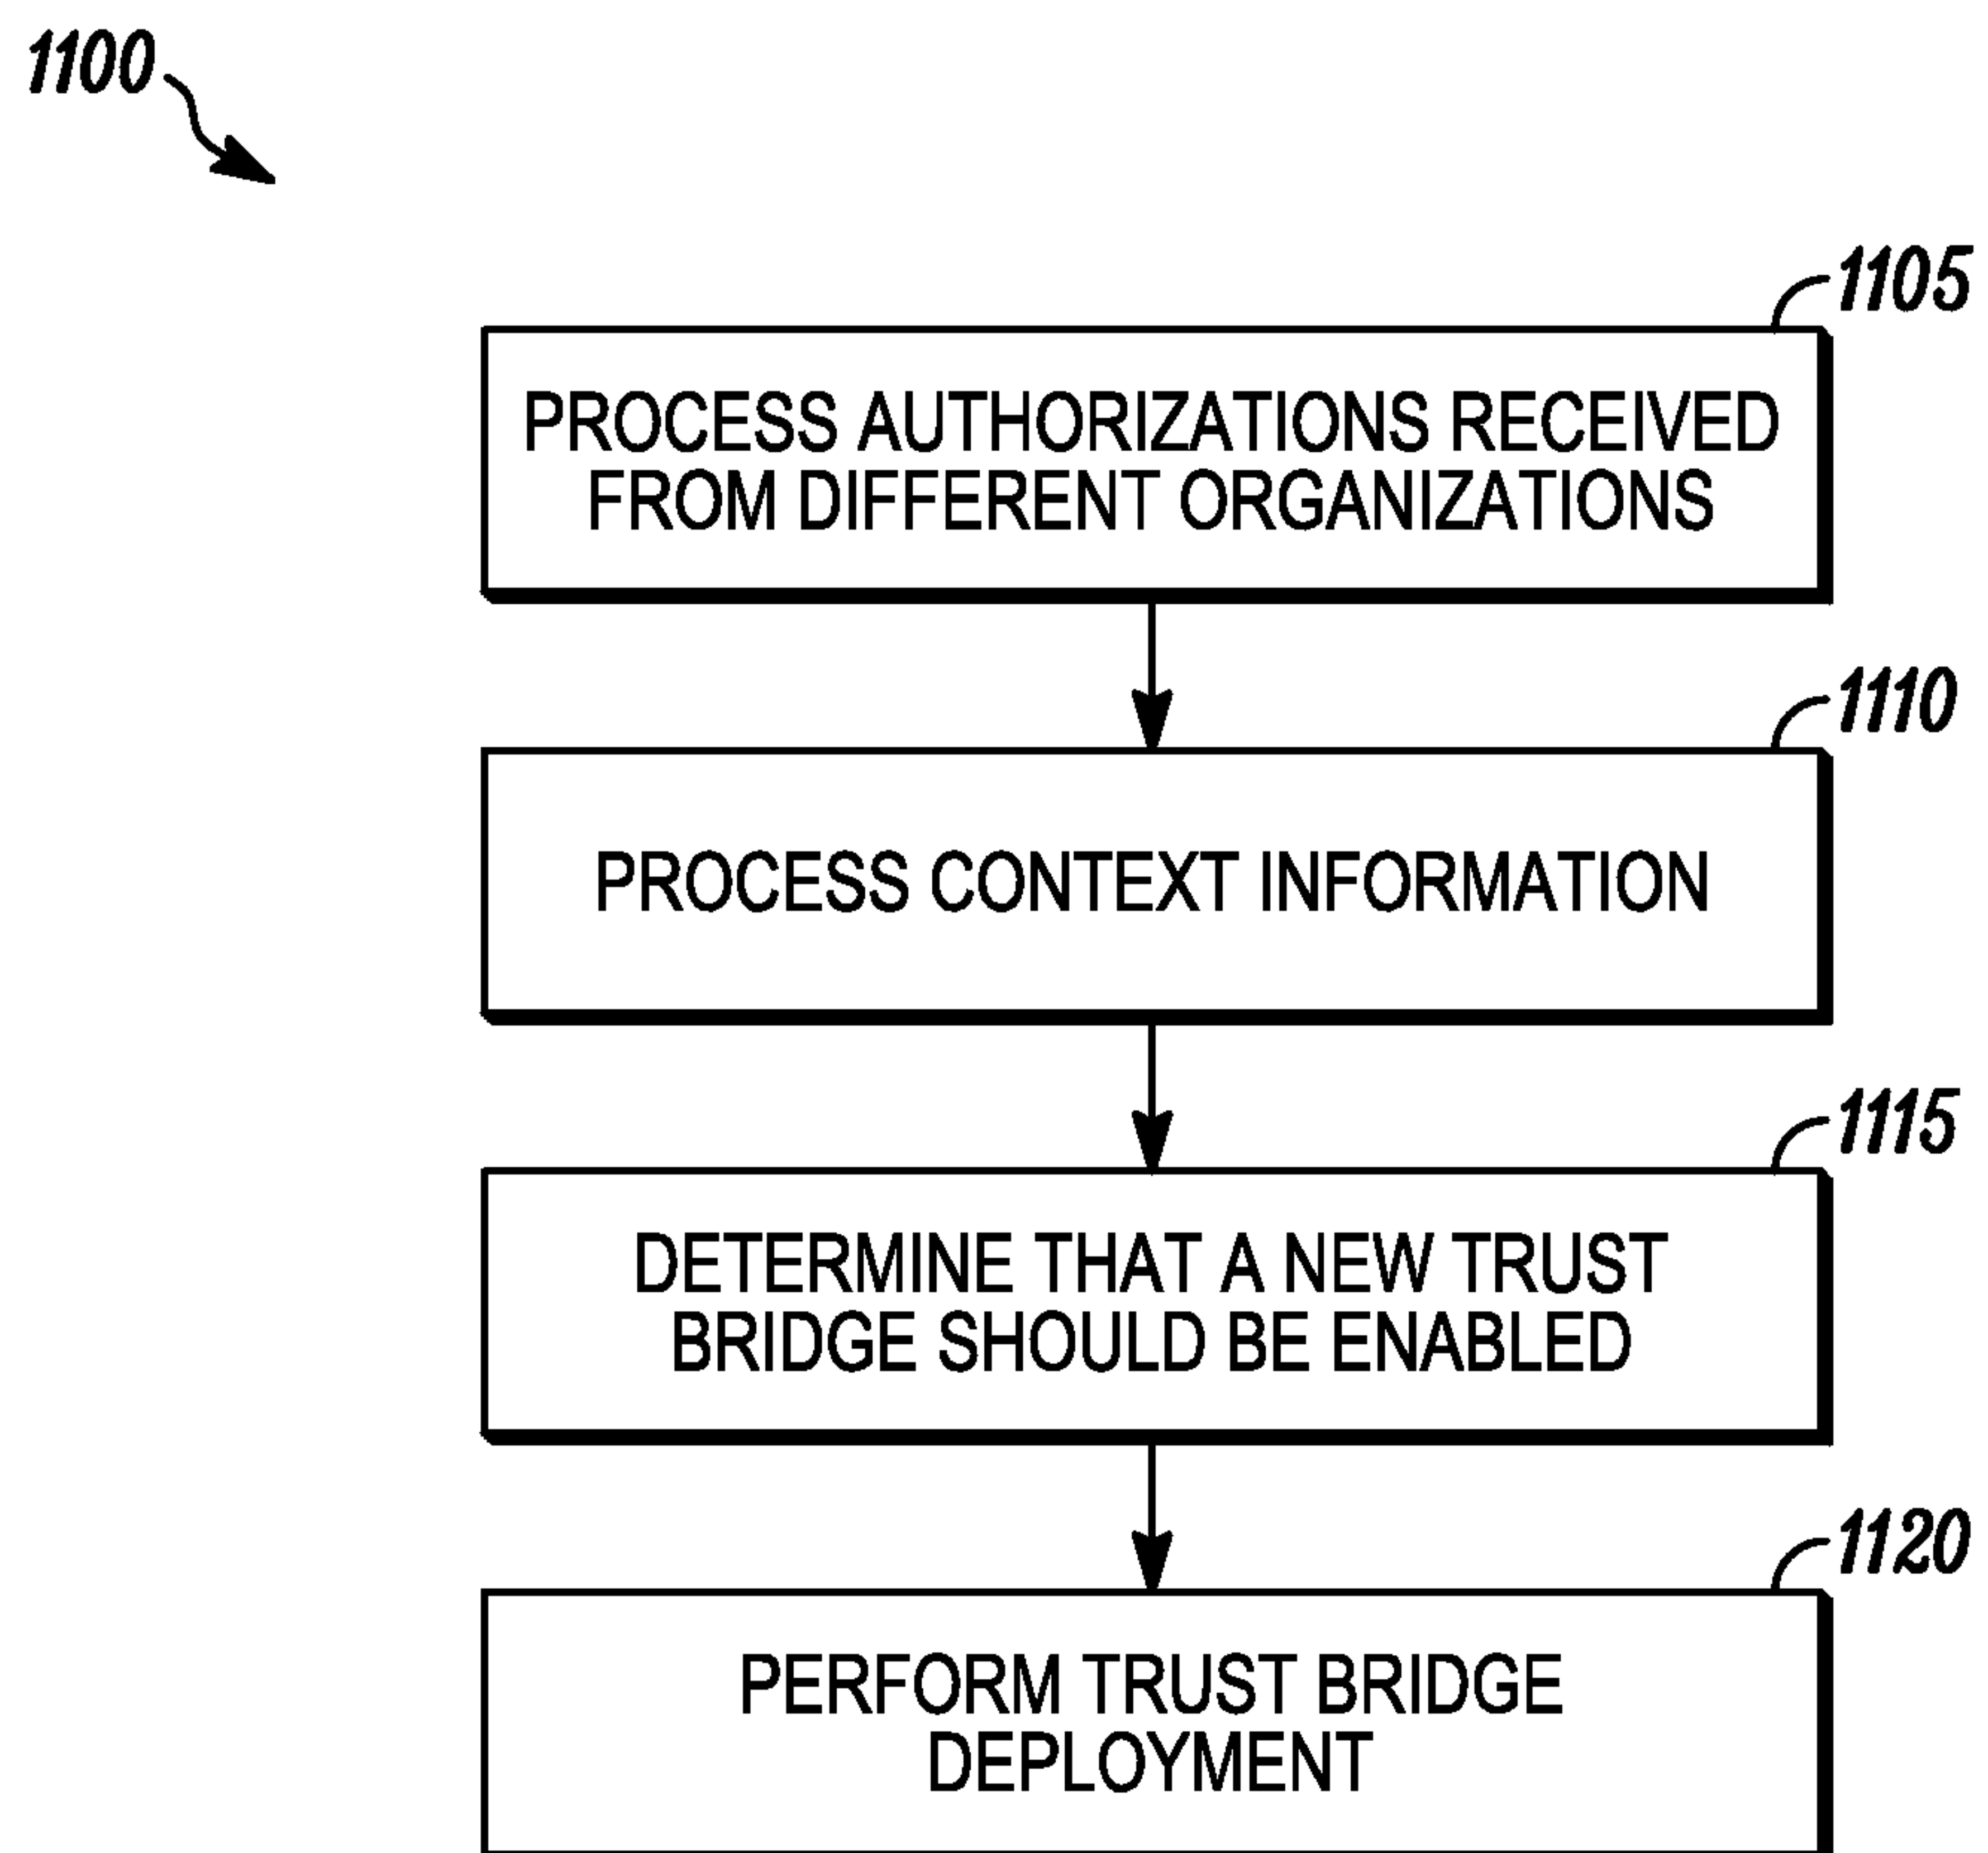 1100
1105
PROCESS AUTHORIZATIONS RECEIVED
FROM DIFFERENT ORGANIZATIONS
1110
PROCESS CONTEXT INFORMATION
1115
DETERMINE THAT A NEW TRUST
BRIDGE SHOULD BE ENABLED
1120
PERFORM TRUST BRIDGE
DEPLOYMENT